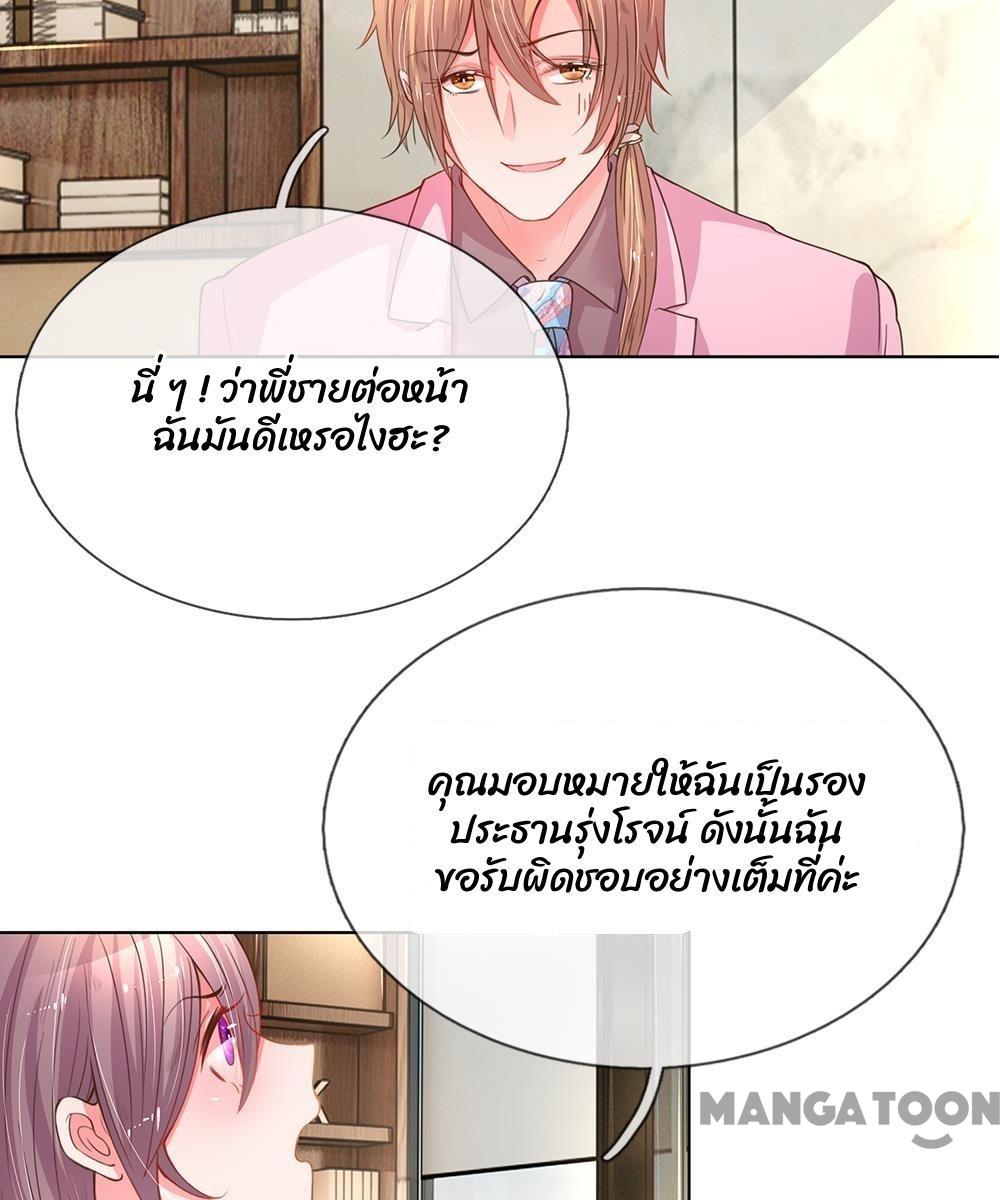 นี่ ๆ ! ว่าพี่ชายต่อหน้า
ฉันมันดีเหรอไงฮะ?
คุณมอบหมายให้ฉันเป็นรอง
ประธานรุ่งโรจน์ ดังนั้นฉัน
ขอรับผิดชอบอย่างเต็มที่ค่ะ
MANGATOON